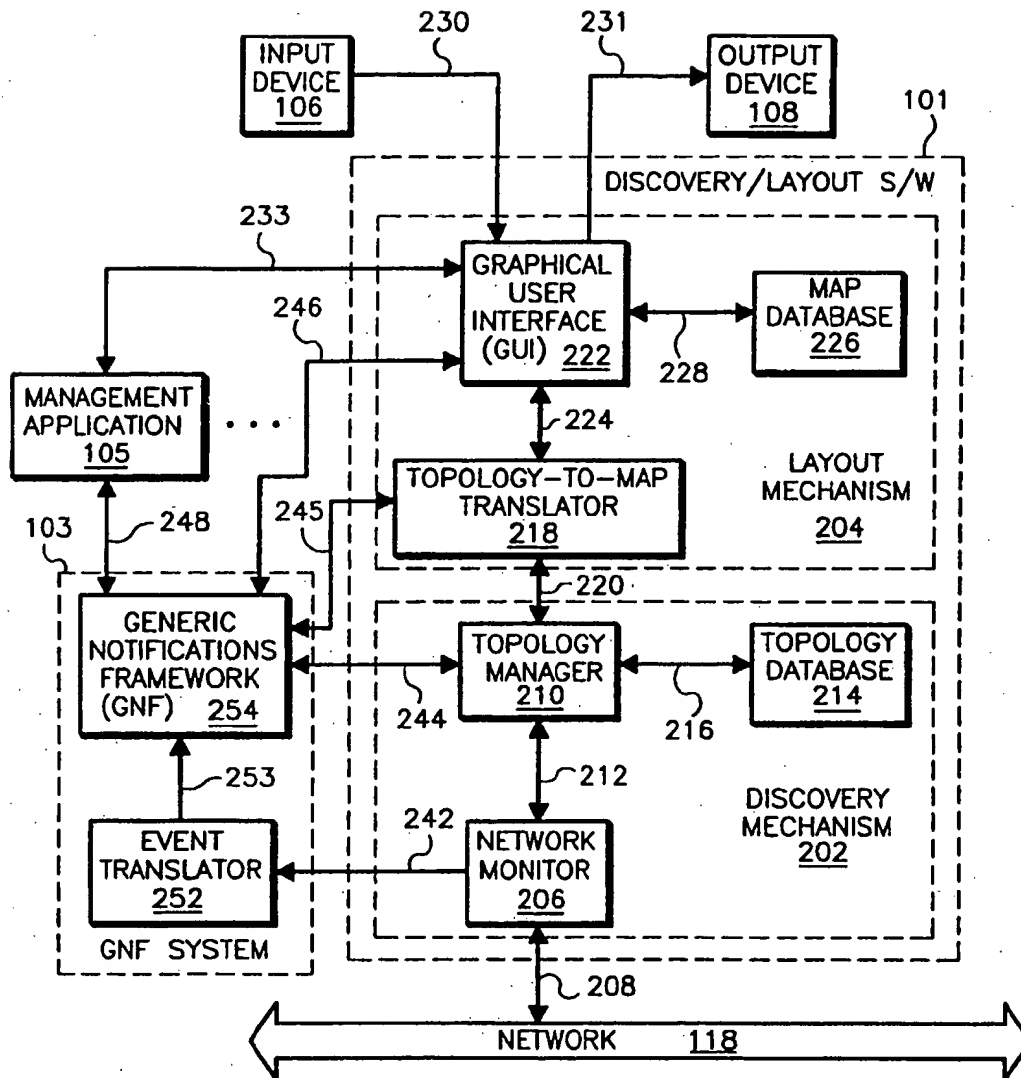 230
231
INPUT
DEVICE
106
OUTPUT
DEVICE
108
101
DISCOVERY/LAYOUT S/W
233
GRAPHICAL
USER
INTERFACE
(GUI) 222
MAP
DATABASE
226
246
228
MANAGEMENT
APPLICATION
105
. . .
224
TOPOLOGY-TO-MAP
TRANSLATOR
218
LAYOUT
MECHANISM
204
245
103
248
220
GENERIC
NOTIFICATIONS
FRAMEWORK
(GNF) 254
TOPOLOGY
MANAGER
210
TOPOLOGY
DATABASE
214
244
216
253
212
EVENT
TRANSLATOR
252
242
NETWORK
MONITOR
206
DISCOVERY
MECHANISM
202
GNF SYSTEM
208
NETWORK 118